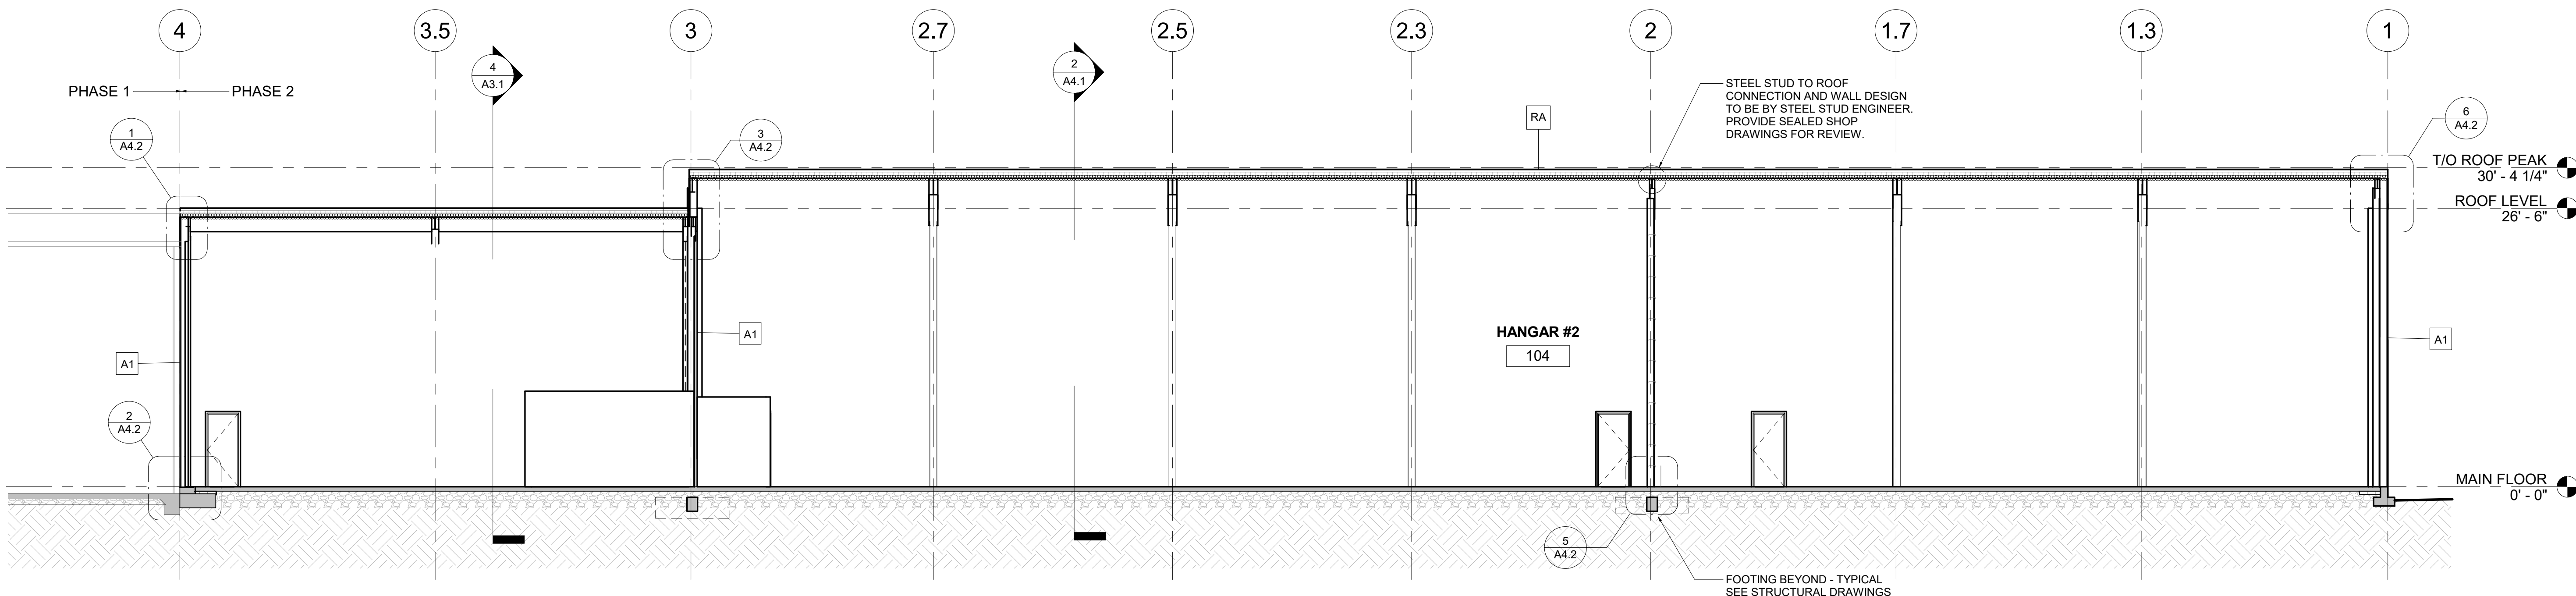 4
3.5
3
2.7
2.5
2.3
2
1.7
1.3
1
4
A3.1
2
A4.1
PHASE 1
PHASE 2
STEEL STUD TO ROOF
CONNECTION AND WALL DESIGN
TO BE BY STEEL STUD ENGINEER.
PROVIDE SEALED SHOP
DRAWINGS FOR REVIEW.
RA
1
A4.2
3
A4.2
6
A4.2
T/O ROOF PEAK
30' - 4 1/4"
ROOF LEVEL
26' - 6"
HANGAR #2
104
A1
A1
A1
2
A4.2
MAIN FLOOR
0' - 0"
5
A4.2
FOOTING BEYOND - TYPICAL
SEE STRUCTURAL DRAWINGS